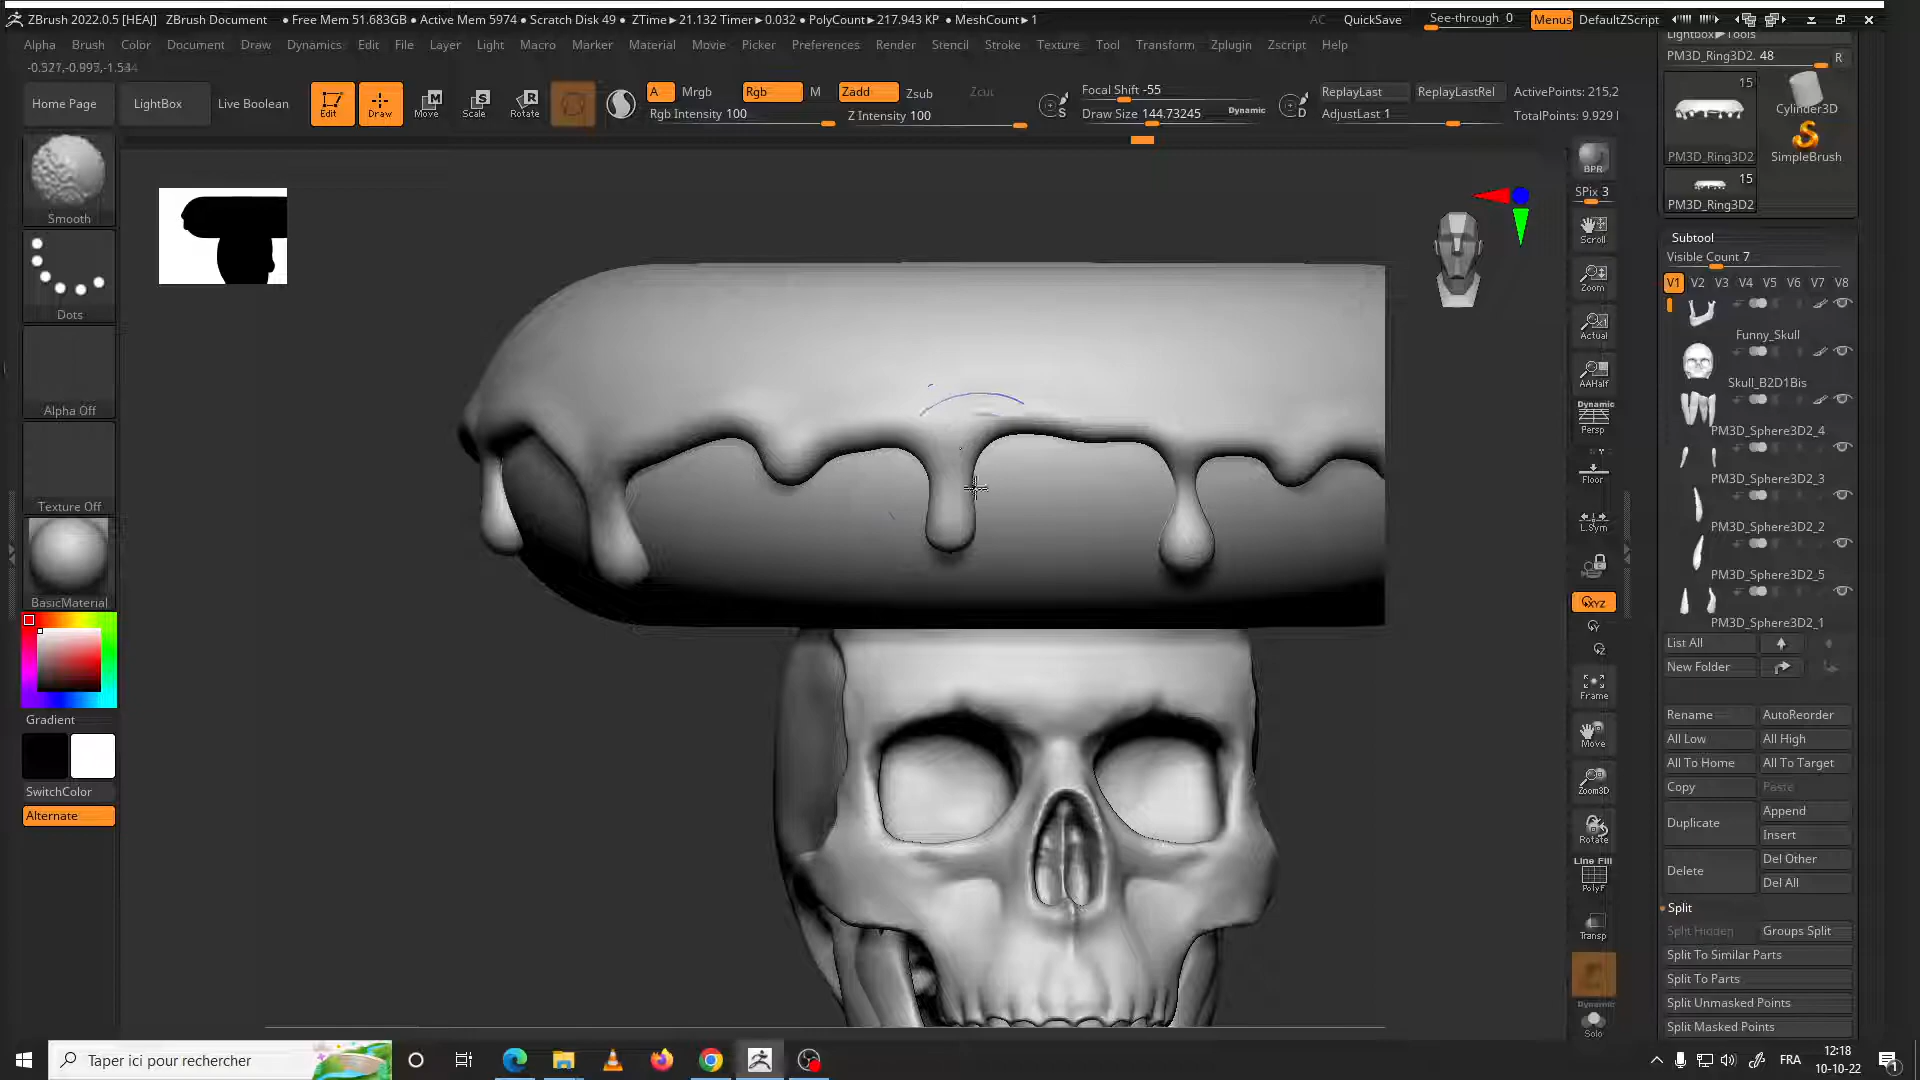 ZBrush 2022.0.5 [HEAJ] ZBrush Document • Free Mem 51.683GB • Active Mem 5974 • Scratch Disk 49 • ZTime►21.132 Timer►0.032 • PolyCount►217.943 KP • MeshCount►1 AC QuickSave See-through 0 Menus DefaultZScript
Alpha Brush Color Document Draw Dynamics Edit File Layer Light Macro Marker Material Movie Picker Preferences Render Stencil Stroke Texture Tool Transform Zplugin Zscript Help
Home Page LightBox Live Boolean
Edit Draw Move Scale Rotate
A Mrgb Rgb M Zadd Zsub Zcut
Rgb Intensity 100 Z Intensity 100
Focal Shift -55
Draw Size 144.73245 Dynamic
S D
ReplayLast ReplayLastRel ActivePoints: 215,2
AdjustLast 1 TotalPoints: 9.929
Smooth
Dots
Alpha Off
Texture Off
BasicMaterial
Gradient
SwitchColor
Alternate
BPR
SPix 3
Scroll
Zoom
Actual
AAHalf
Dynamic
Persp
Floor
L.Sym
XYZ
Y
Z
Frame
Move
Zoom3D
Rotate
Line Fill
PolyF
Transp
Dynamic
Solo
Lightbox►Tools
PM3D_Ring3D2. 48 R
15
Cylinder3D
PM3D_Ring3D2 SimpleBrush
15
PM3D_Ring3D2
Subtool
Visible Count 7
V1 V2 V3 V4 V5 V6 V7 V8
Funny_Skull
Skull_B2D1Bis
PM3D_Sphere3D2_4
PM3D_Sphere3D2_3
PM3D_Sphere3D2_2
PM3D_Sphere3D2_5
PM3D_Sphere3D2_1
List All
New Folder
Rename AutoReorder
All Low All High
All To Home All To Target
Copy Paste
Duplicate Append
Insert
Delete Del Other
Del All
Split
Split Hidden Groups Split
Split To Similar Parts
Split To Parts
Split Unmasked Points
Split Masked Points
Taper ici pour rechercher
FRA
12:18
10-10-22
1